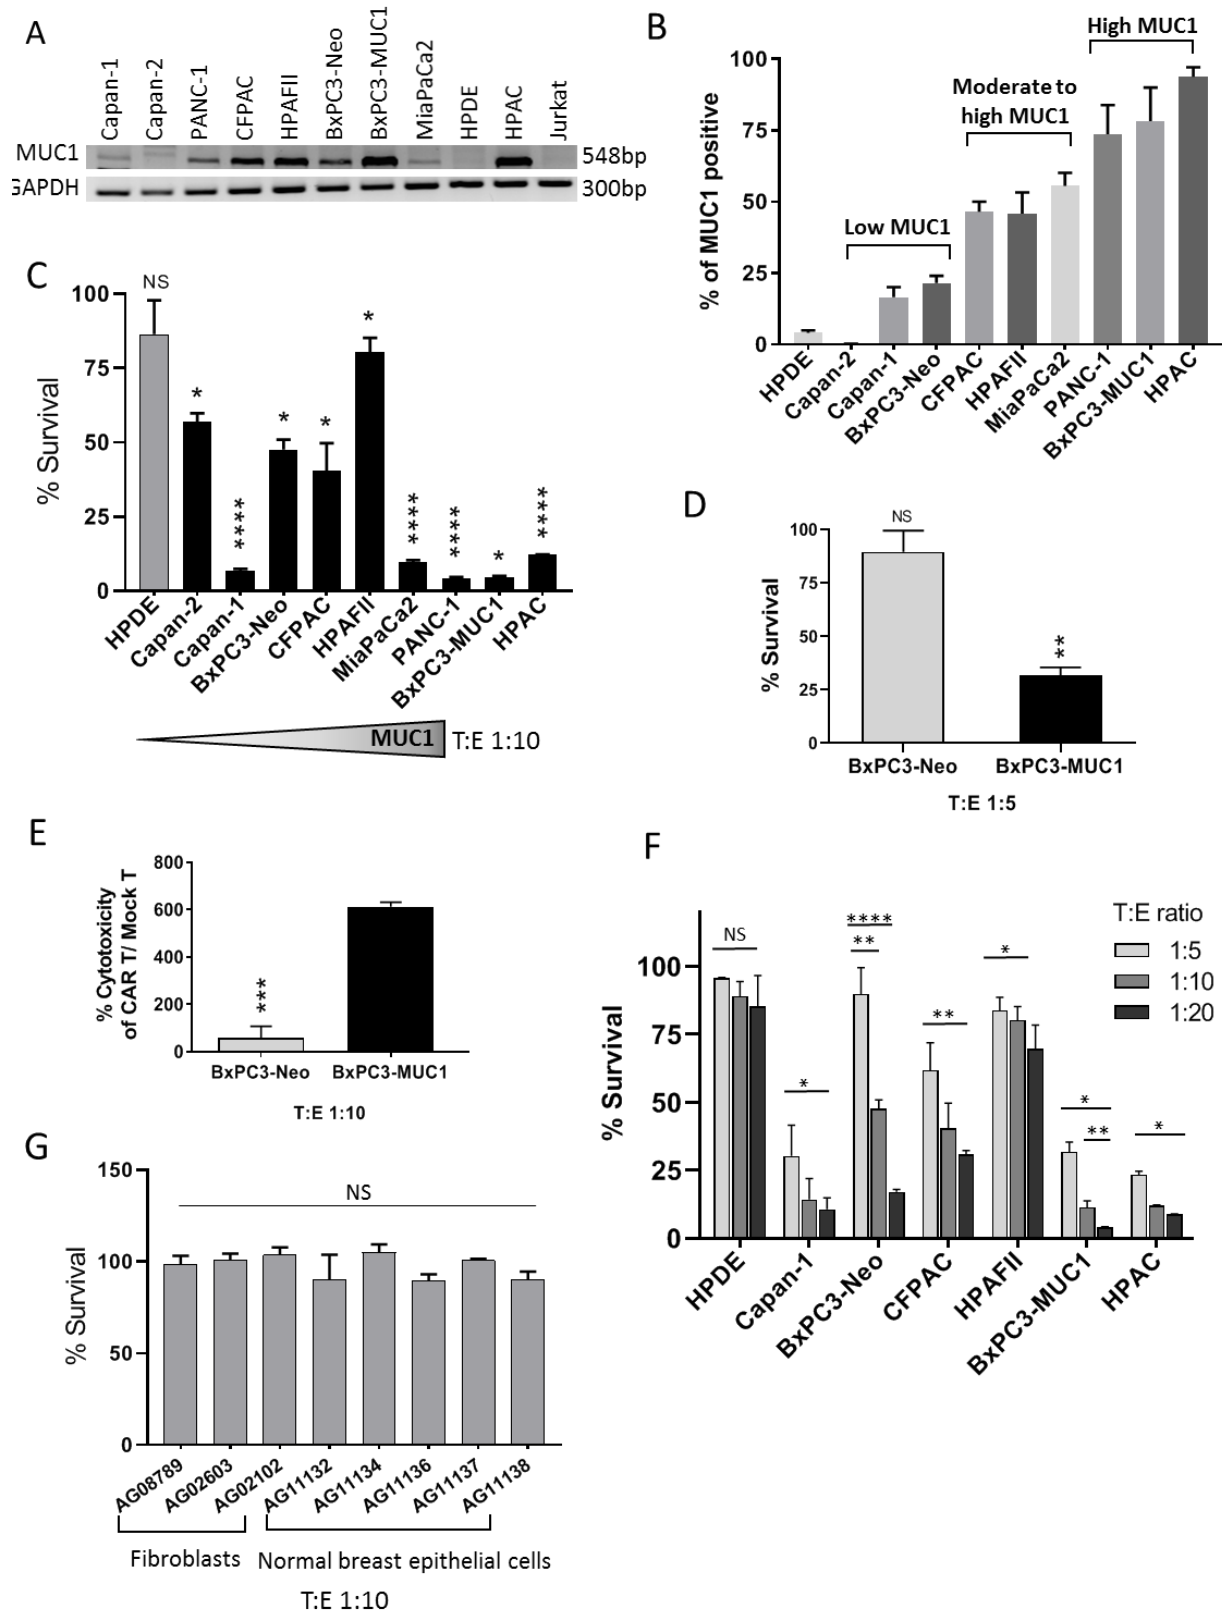 A
Capan-1
Capan-2
PANC-1
CFPAC
HPAFII
BxPC3-Neo
BxPC3-MUC1
MiaPaCa2
HPDE
HPAC
Jurkat
MUC1
548bp
GAPDH
300bp
B
High MUC1
Moderate to
high MUC1
Low MUC1
% of MUC1 positive
100
75
50
25
0
HPDE
Capan-2
Capan-1
BxPC3-Neo
CFPAC
HPAFII
MiaPaCa2
PANC-1
BxPC3-MUC1
HPAC
C
NS
*
****
*
*
*
****
****
*
****
% Survival
100
75
50
25
0
HPDE
Capan-2
Capan-1
BxPC3-Neo
CFPAC
HPAFII
MiaPaCa2
PANC-1
BxPC3-MUC1
HPAC
MUC1
T:E 1:10
D
NS
**
% Survival
100
75
50
25
0
BxPC3-Neo
BxPC3-MUC1
T:E 1:5
E
% Cytotoxicity
of CAR T/ Mock T
800
600
400
200
0
***
BxPC3-Neo
BxPC3-MUC1
T:E 1:10
F
T:E ratio
1:5
1:10
1:20
NS
*
****
**
**
*
*
**
*
% Survival
100
75
50
25
0
HPDE
Capan-1
BxPC3-Neo
CFPAC
HPAFII
BxPC3-MUC1
HPAC
G
NS
% Survival
150
100
50
0
AG08789
AG02603
AG02102
AG11132
AG11134
AG11136
AG11137
AG11138
Fibroblasts
Normal breast epithelial cells
T:E 1:10